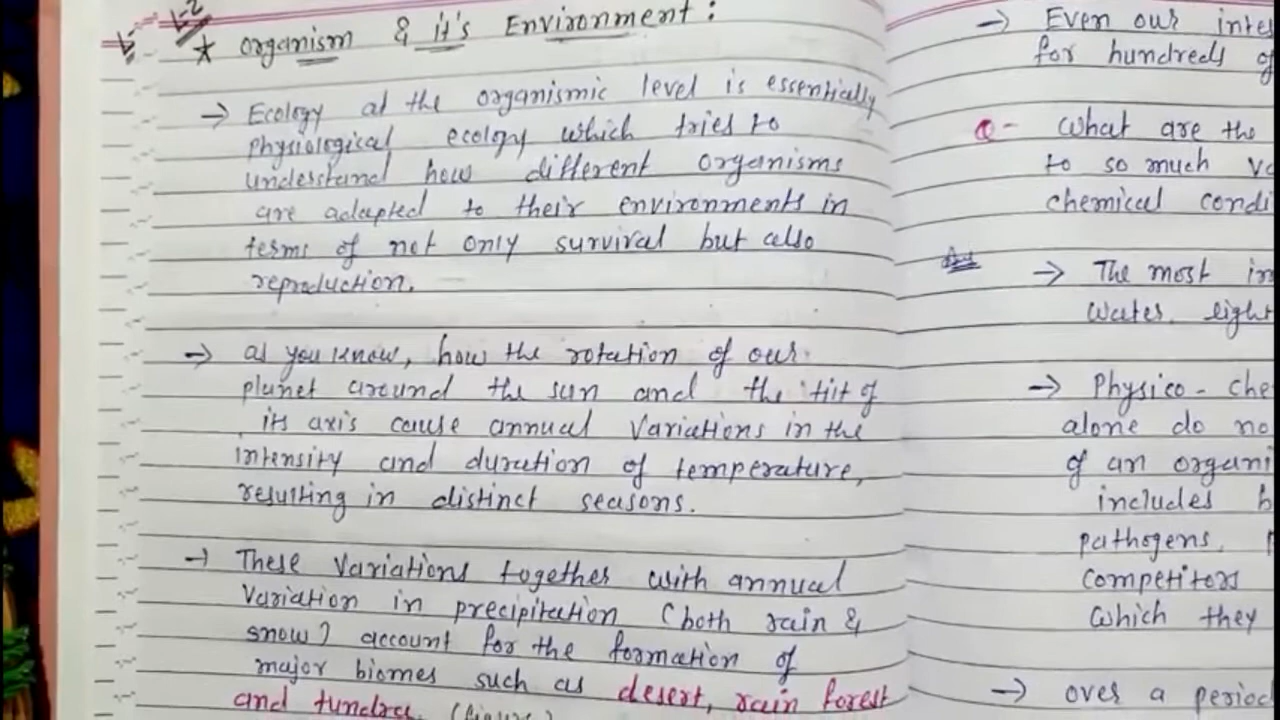 L-2
★ Organism & it's Environment :
→ Ecology at the organismic level is essentially
physiological ecology which tries to
understand how different organisms
are adapted to their environments in
terms of not only survival but also
reproduction.
→ as you know, how the rotation of our
planet around the sun and the tilt of
its axis cause annual variations in the
intensity and duration of temperature,
resulting in distinct seasons.
→ These variations together with annual
variation in precipitation (both rain &
snow) account for the formation of
major biomes such as desert, rain forest
and tundra. (figure)
→ Even our inte
for hundreds of
Q- What are the
to so much va
chemical condi
→ The most im
water, light
→ Physico - che
alone do no
of an organi
includes b
pathogens,
competitors
which they
→ over a period